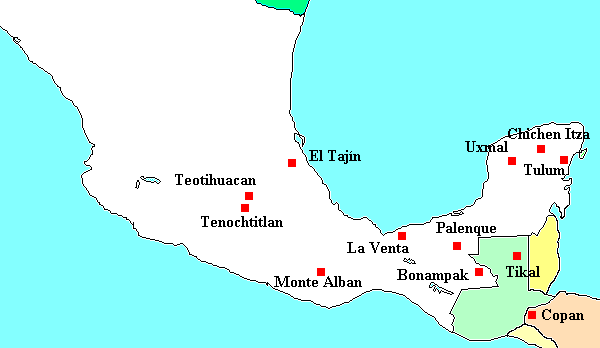 Chichen Itza
Uxmal
El Tajín
Tulum
Teotihuacan
Tenochtitlan
Palenque
La Venta
Bonampak
Tikal
Monte Alban
Copan